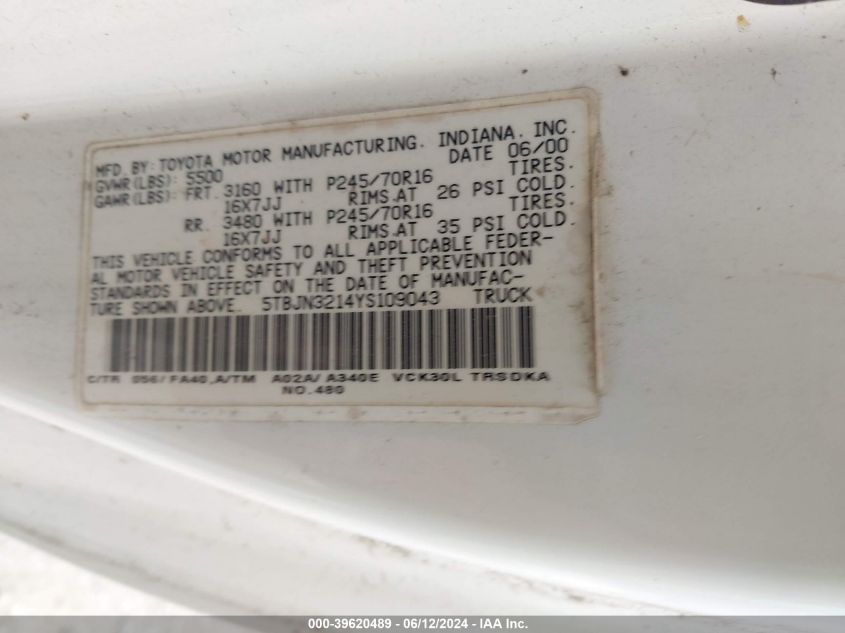 MFD. BY: TOYOTA MOTOR MANUFACTURING. INDIANA. INC.
GVWR(LBS): 5500 DATE 06/00
GAWR(LBS): FRT. 3160 WITH P245/70R16 TIRES.
16X7JJ RIMS.AT 26 PSI COLD.
RR. 3480 WITH P245/70R16 TIRES.
16X7JJ RIMS.AT 35 PSI COLD.
THIS VEHICLE CONFORMS TO ALL APPLICABLE FEDER-
AL MOTOR VEHICLE SAFETY AND THEFT PREVENTION
STANDARDS IN EFFECT ON THE DATE OF MANUFAC-
TURE SHOWN ABOVE. 5TBJN3214YS109043 TRUCK
C/TR 056/FA40,A/TM A02A/A340E VCK30L TRSDKA
NO.480
000-39620489 - 06/12/2024 - IAA Inc.